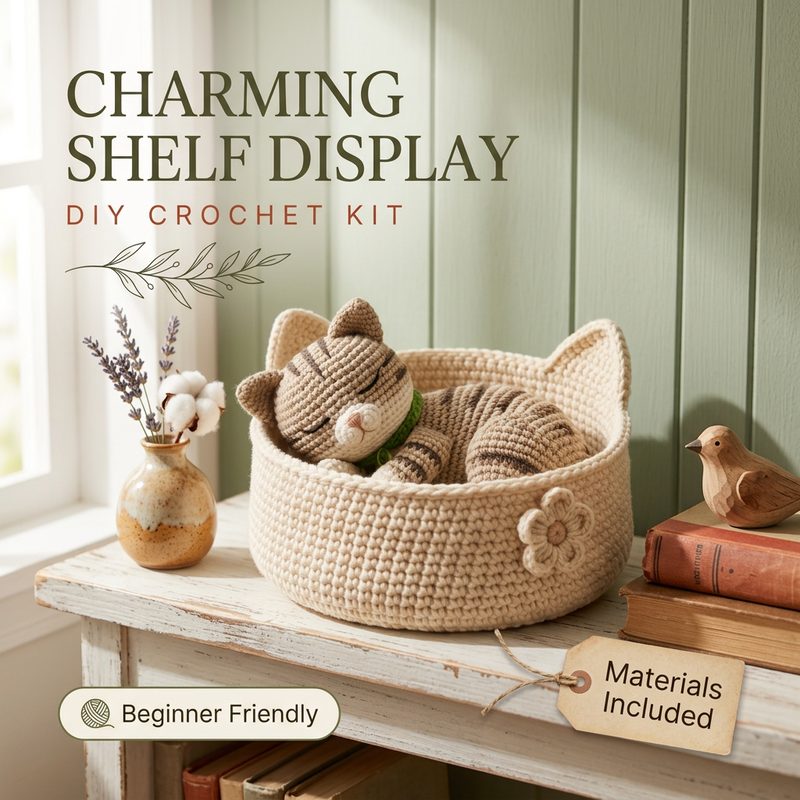 CHARMING
SHELF DISPLAY
DIY CROCHET KIT
Beginner Friendly
Materials
Included